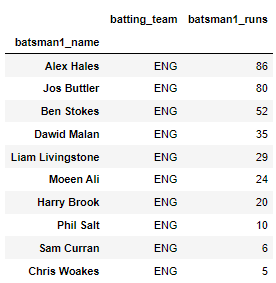 batting_team batsman1_runs
batsman1_name
Alex Hales ENG 86
Jos Buttler ENG 80
Ben Stokes ENG 52
Dawid Malan ENG 35
Liam Livingstone ENG 29
Moeen Ali ENG 24
Harry Brook ENG 20
Phil Salt ENG 10
Sam Curran ENG 6
Chris Woakes ENG 5